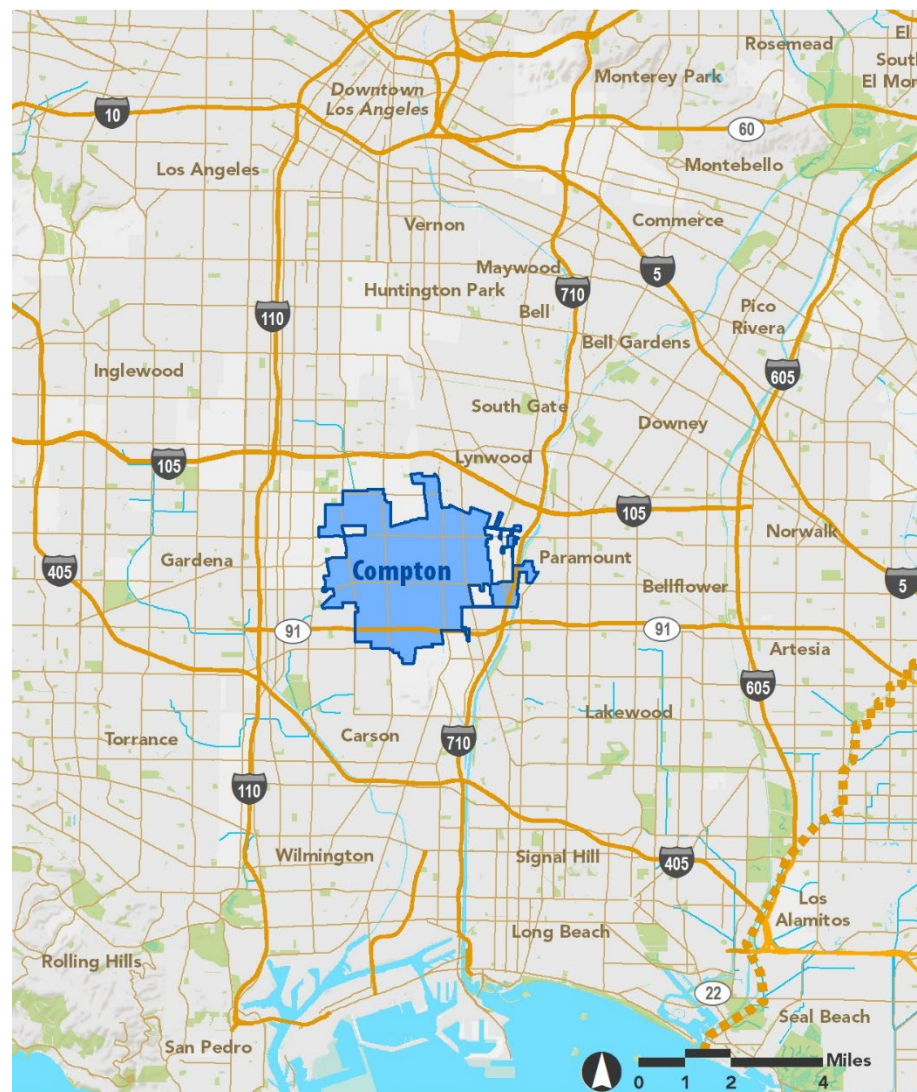 Rosemead
El
South
El Mon
Monterey Park
Downtown
Los Angeles
10
60
Montebello
Los Angeles
Commerce
Vernon
Maywood
5
710
Huntington Park
Bell
110
Pico
Rivera
Bell Gardens
Inglewood
605
South Gate
Downey
Lynwood
105
105
Norwalk
Gardena
Paramount
405
Compton
Bellflower
5
91
91
Artesia
605
Lakewood
Torrance
Carson
710
110
Wilmington
Signal Hill
405
Los
Alamitos
Long Beach
Rolling Hills
22
Seal Beach
San Pedro
Miles
0 1 2 4